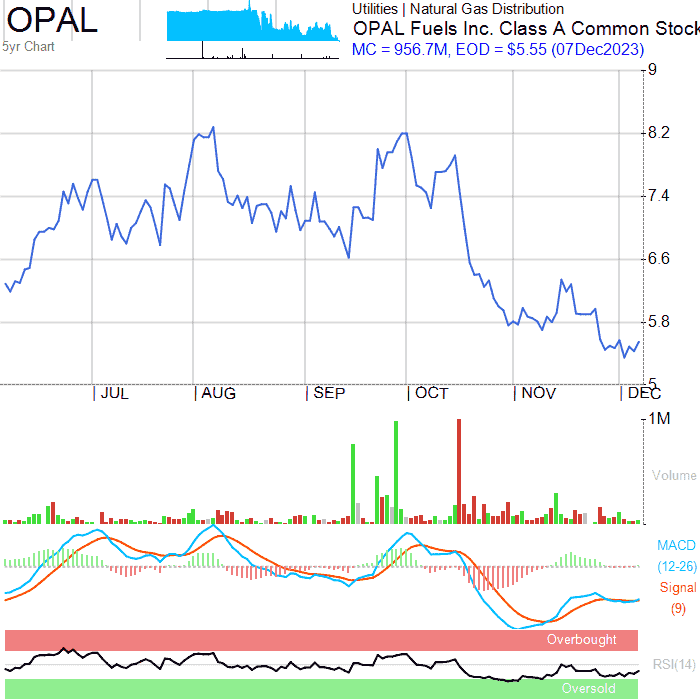 OPAL
5yr Chart
Utilities | Natural Gas Distribution
OPAL Fuels Inc. Class A Common Stock
MC = 956.7M, EOD = $5.55 (07Dec2023)
9
8.2
7.4
6.6
5.8
5
JUL AUG SEP OCT NOV DEC
1M
Volume
MACD
(12-26)
Signal
(9)
Overbought
RSI(14)
Oversold